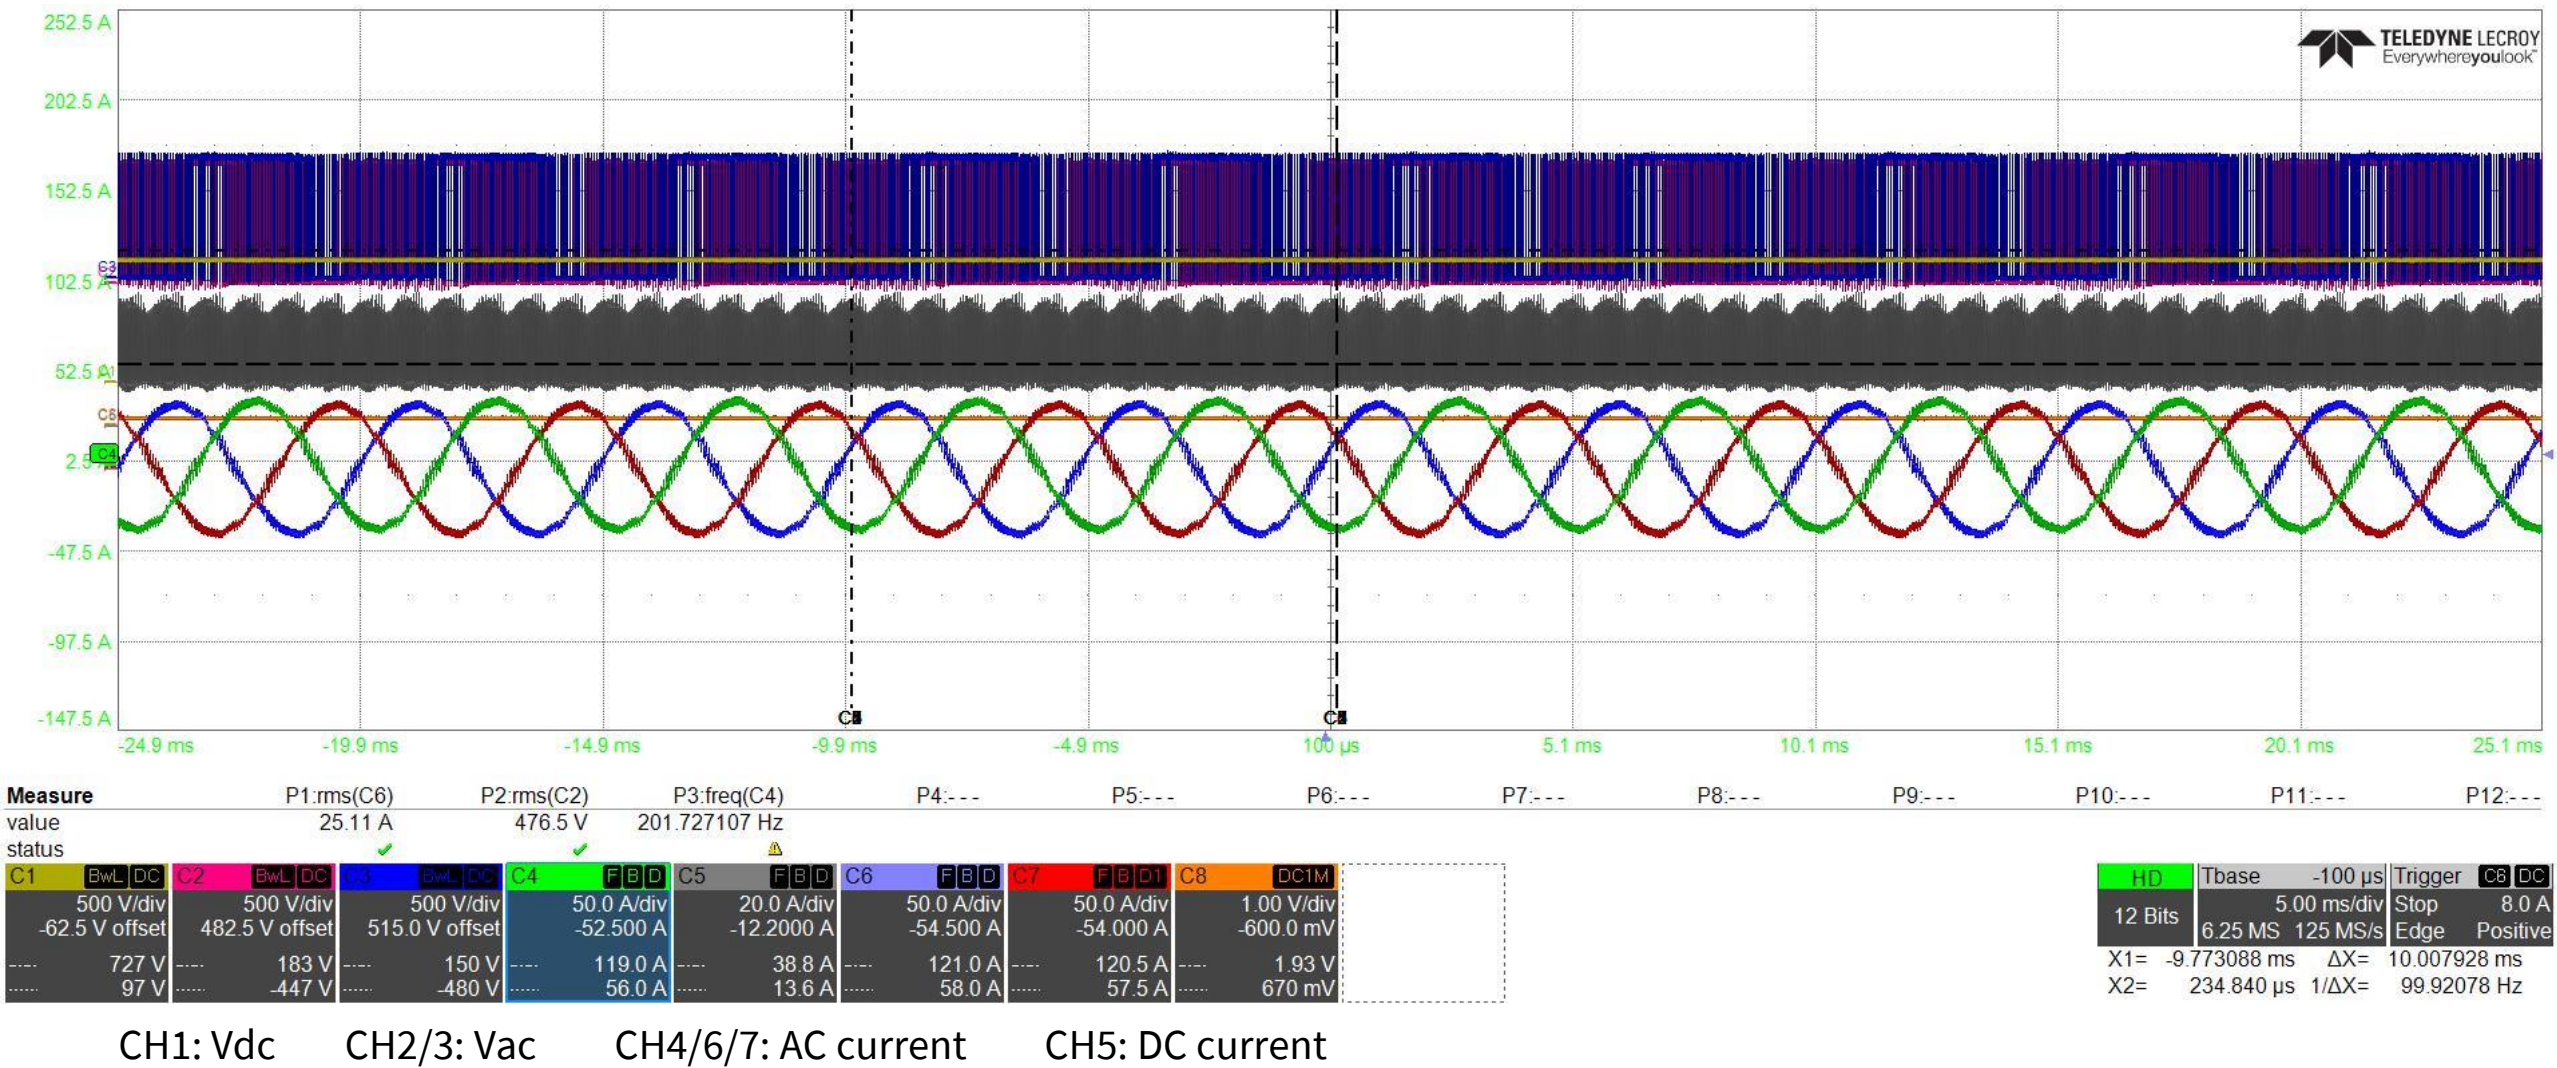 252.5 A
TELEDYNE LECROY
Everywhereyoulook™
202.5 A
152.5 A
C3
102.5 A
52.5 A
C6
C4
2.5
-47.5 A
-97.5 A
-147.5 A
-24.9 ms -19.9 ms -14.9 ms -9.9 ms -4.9 ms 100 µs 5.1 ms 10.1 ms 15.1 ms 20.1 ms 25.1 ms
Measure P1:rms(C6) P2:rms(C2) P3:freq(C4) P4:- - - P5:- - - P6:- - - P7:- - - P8:- - - P9:- - - P10:- - - P11:- - - P12:- - -
value 25.11 A 476.5 V 201.727107 Hz
status
C1 BwL DC C2 BwL DC C3 BwL DC C4 F B D C5 F B D C6 F B D C7 F B D1 C8 DC1M HD Tbase -100 µs Trigger C6 DC
500 V/div 500 V/div 500 V/div 50.0 A/div 20.0 A/div 50.0 A/div 50.0 A/div 1.00 V/div 12 Bits 5.00 ms/div Stop 8.0 A
-62.5 V offset 482.5 V offset 515.0 V offset -52.500 A -12.2000 A -54.500 A -54.000 A -600.0 mV 6.25 MS 125 MS/s Edge Positive
727 V 183 V 150 V 119.0 A 38.8 A 121.0 A 120.5 A 1.93 V X1= -9.773088 ms ΔX= 10.007928 ms
97 V -447 V -480 V 56.0 A 13.6 A 58.0 A 57.5 A 670 mV X2= 234.840 µs 1/ΔX= 99.92078 Hz
CH1: Vdc CH2/3: Vac CH4/6/7: AC current CH5: DC current